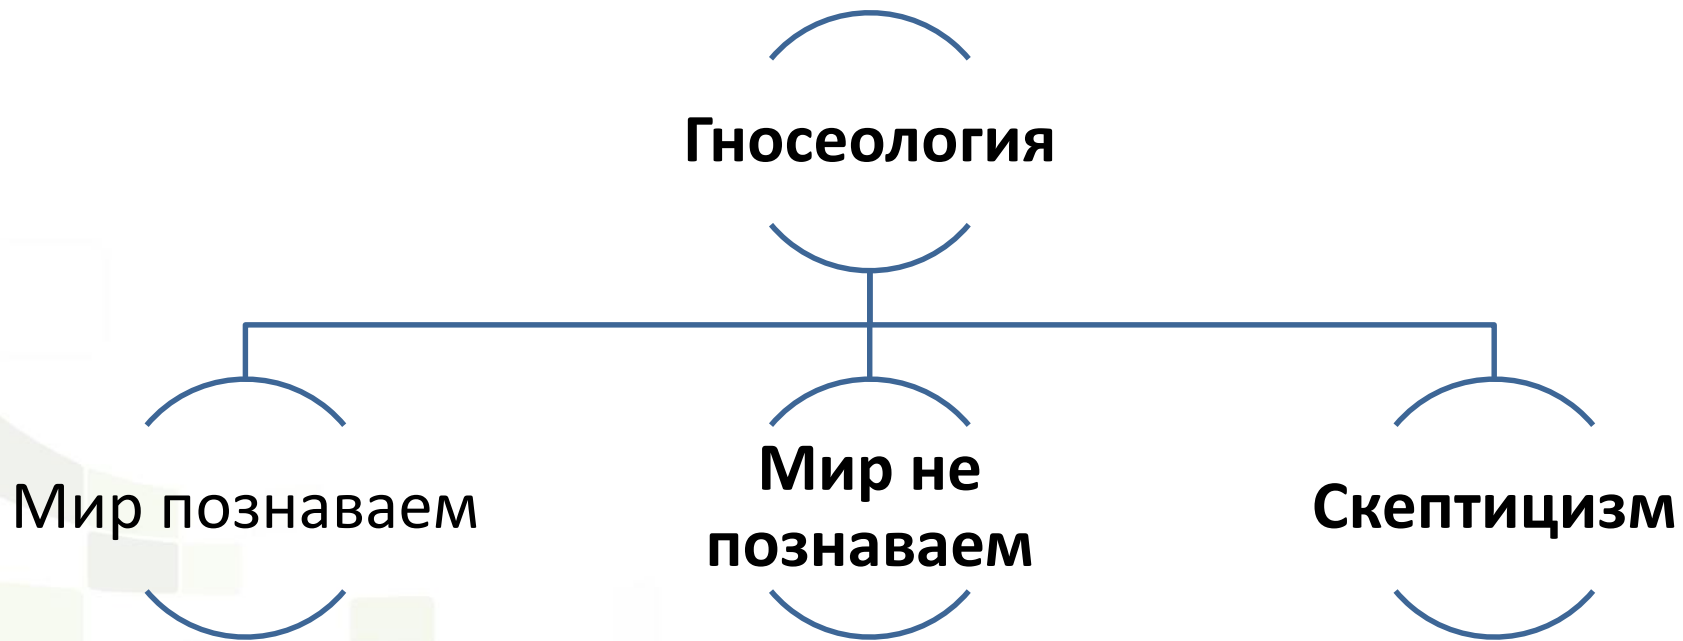 Гносеология
Мир познаваем
Мир не
познаваем
Скептицизм